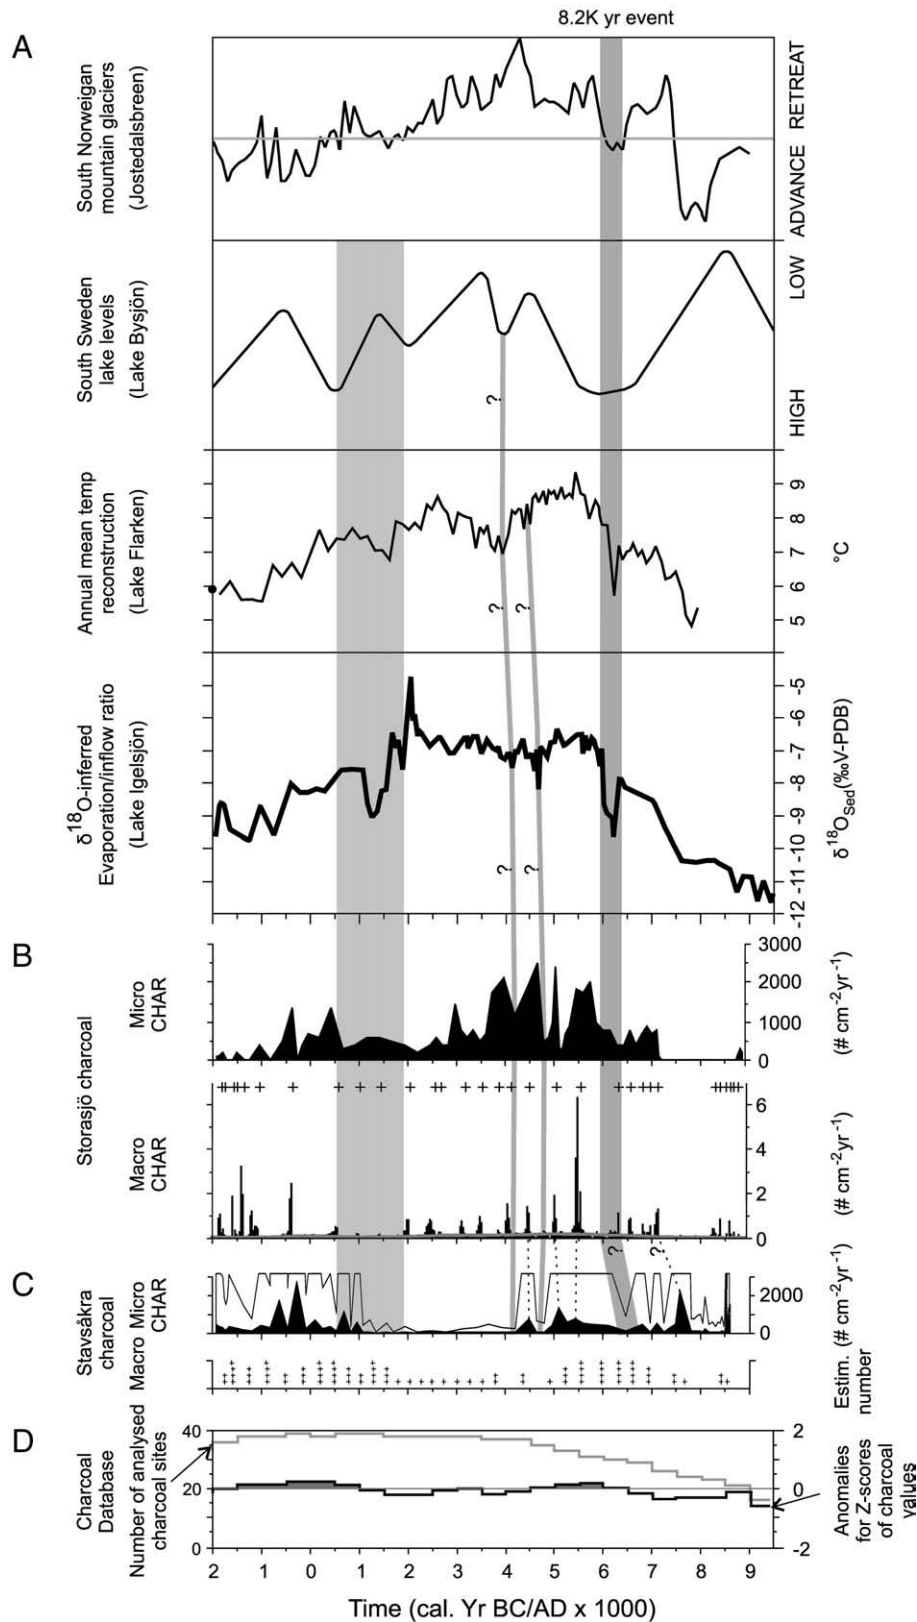 8.2K yr event
A
South Norweigan
mountain glaciers
(Jostedalsbreen)
RETREAT
ADVANCE
South Sweden
lake levels
(Lake Bysjön)
LOW
HIGH
?
Annual mean temp
reconstruction
(Lake Flarken)
9
8
7
6
5
°C
? ?
δ18O-inferred
Evaporation/inflow ratio
(Lake Igelsjön)
-5
-6
-7
-8
-9
-10
-11
-12
δ18OSed(‰V-PDB)
? ?
B
Storasjö charcoal
Micro
CHAR
3000
2000
1000
0
(# cm-2yr-1)
Macro
CHAR
6
4
2
0
(# cm-2yr-1)
? ?
C
Stavsåkra
charcoal
Micro
CHAR
2000
0
(# cm-2yr-1)
Macro
Estim.
number
D
Charcoal
Database
Number of analysed
charcoal sites
40
20
0
2
0
-2
Anomalies
for Z-scores
of charcoal
values
2 1 0 1 2 3 4 5 6 7 8 9
Time (cal. Yr BC/AD x 1000)